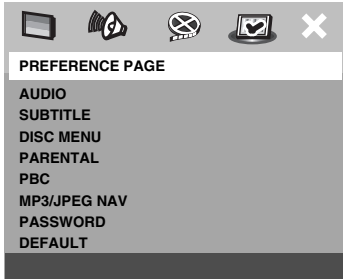 PREFERENCE PAGE
AUDIO
SUBTITLE
DISC MENU
PARENTAL
PBC
MP3/JPEG NAV
PASSWORD
DEFAULT